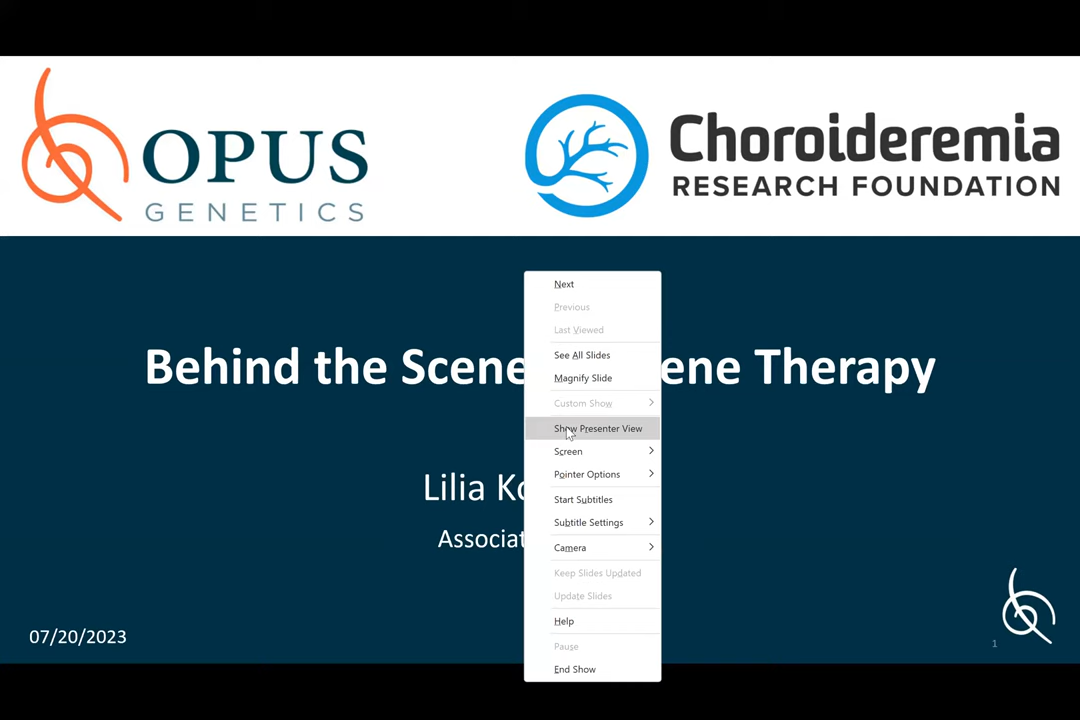 OPUS
GENETICS
Choroideremia
RESEARCH FOUNDATION
Behind the Scene ene Therapy
Lilia
Associat
07/20/2023
1
Next
Previous
Last Viewed
See All Slides
Magnify Slide
Custom Show
Show Presenter View
Screen
Pointer Options
Start Subtitles
Subtitle Settings
Camera
Keep Slides Updated
Update Slides
Help
Pause
End Show